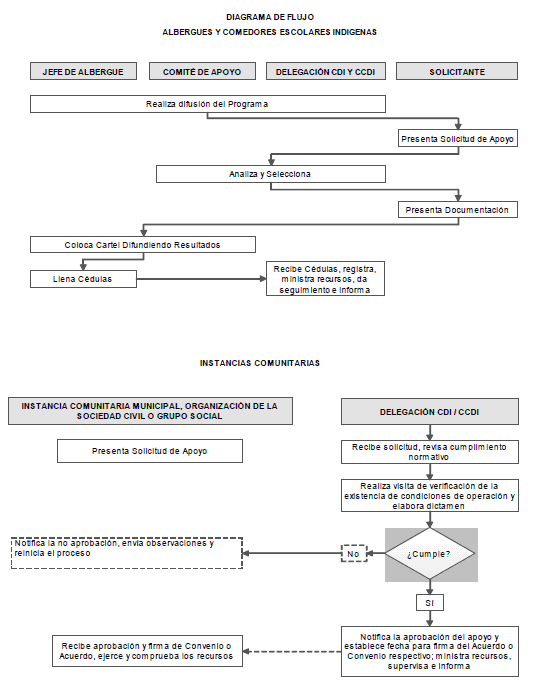 DIAGRAMA DE FLUJO
ALBERGUES Y COMEDORES ESCOLARES INDIGENAS
JEFE DE ALBERGUE
COMITÉ DE APOYO
DELEGACIÓN CDI Y CCDI
SOLICITANTE
Realiza difusión del Programa
Presenta Solicitud de Apoyo
Analiza y Selecciona
Presenta Documentación
Coloca Cartel Difundiendo Resultados
Llena Cédulas
Recibe Cédulas, registra,
ministra recursos, da
seguimiento e informa
INSTANCIAS COMUNITARIAS
INSTANCIA COMUNITARIA MUNICIPAL, ORGANIZACIÓN DE LA
SOCIEDAD CIVIL O GRUPO SOCIAL
DELEGACIÓN CDI / CCDI
Presenta Solicitud de Apoyo
Recibe solicitud, revisa cumplimiento
normativo
Realiza visita de verificación de la
existencia de condiciones de operación y
elabora dictamen
Notifica la no aprobación, envía observaciones y
reinicia el proceso
No
¿Cumple?
SI
Recibe aprobación y firma de Convenio o
Acuerdo, ejerce y comprueba los recursos
Notifica la aprobación del apoyo y
establece fecha para firma del Acuerdo o
Convenio respectivo; ministra recursos,
supervisa e informa